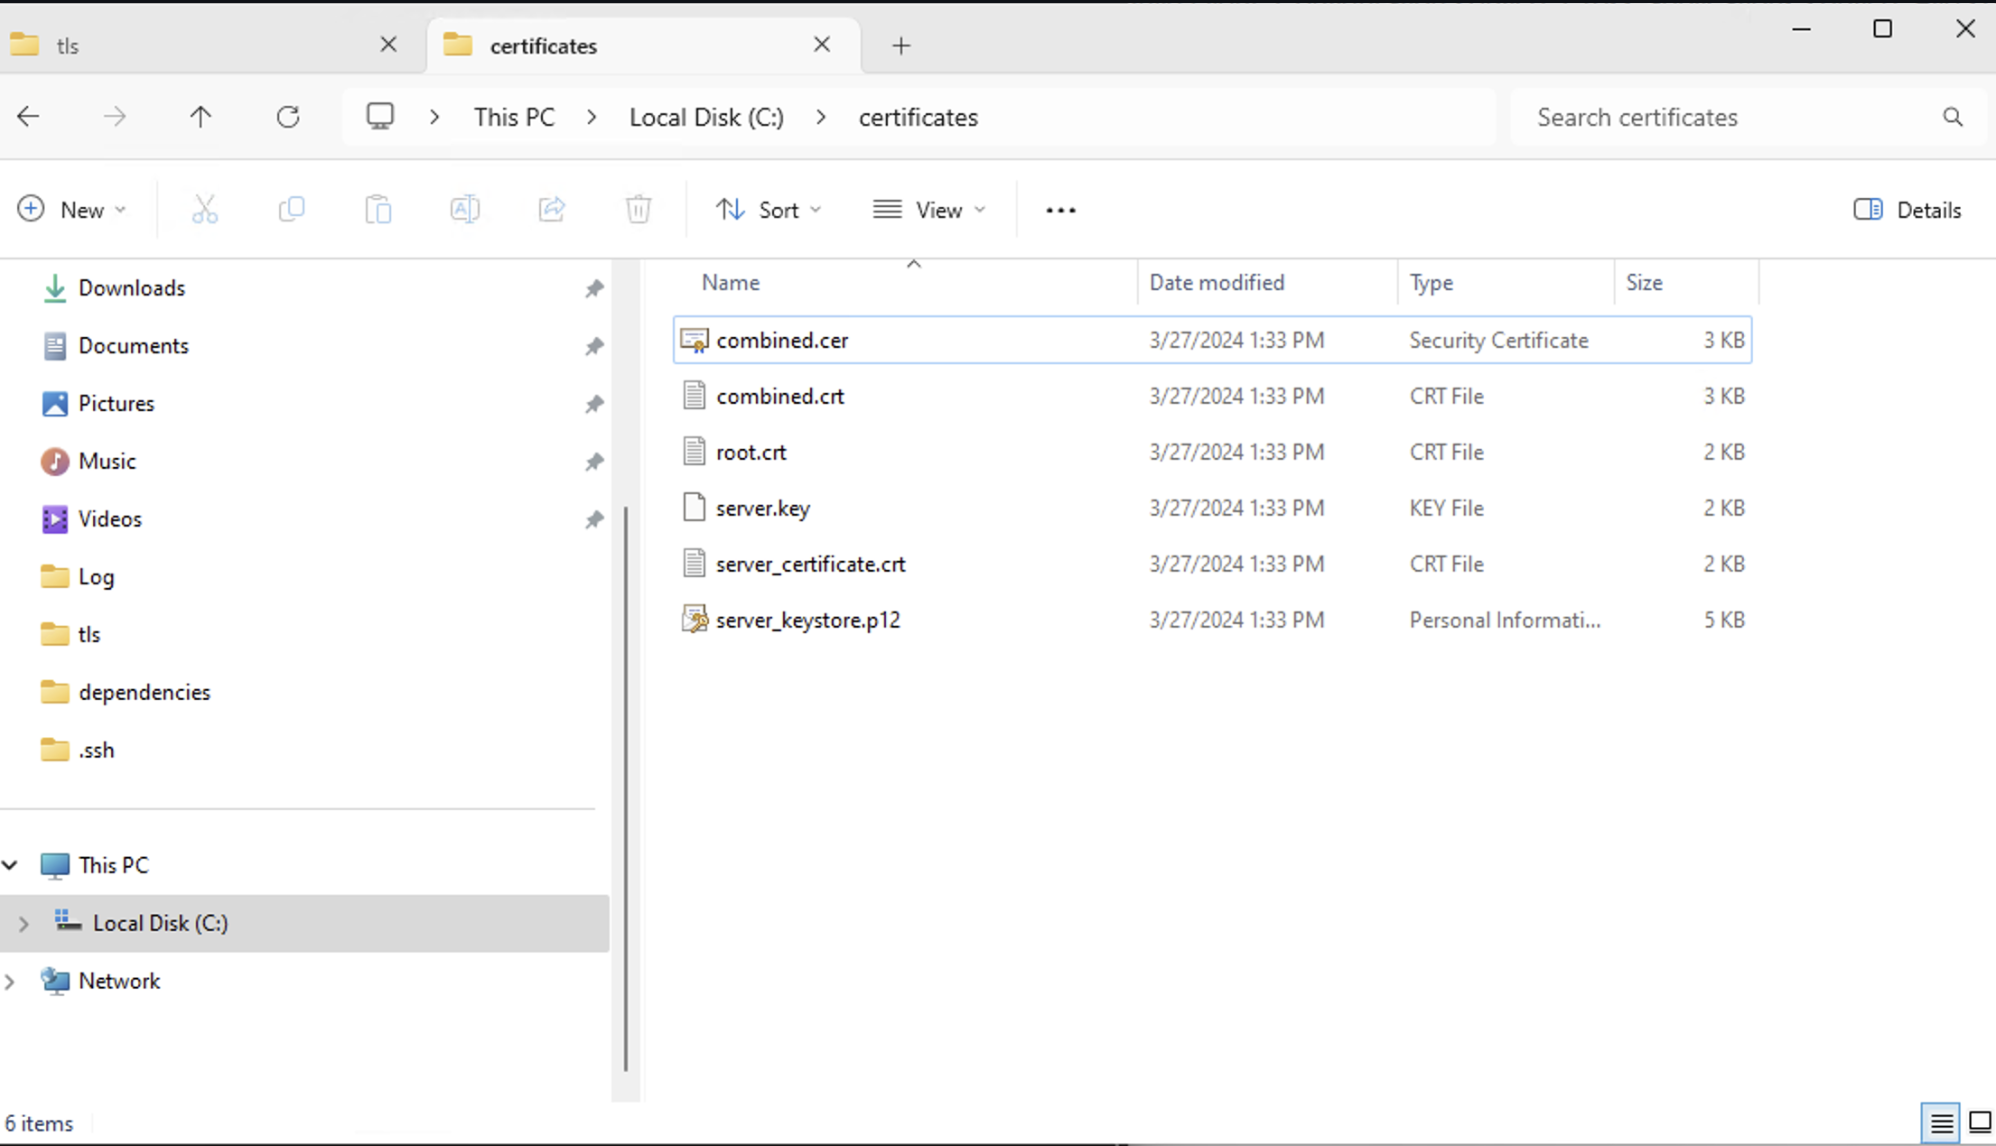 tls
certificates
This PC
Local Disk (C:)
certificates
Search certificates
New
Sort
View
Details
Downloads
Documents
Pictures
Music
Videos
Log
tls
dependencies
.ssh
This PC
Local Disk (C:)
Network
Name Date modified Type Size
combined.cer 3/27/2024 1:33 PM Security Certificate 3 KB
combined.crt 3/27/2024 1:33 PM CRT File 3 KB
root.crt 3/27/2024 1:33 PM CRT File 2 KB
server.key 3/27/2024 1:33 PM KEY File 2 KB
server_certificate.crt 3/27/2024 1:33 PM CRT File 2 KB
server_keystore.p12 3/27/2024 1:33 PM Personal Informati... 5 KB
6 items